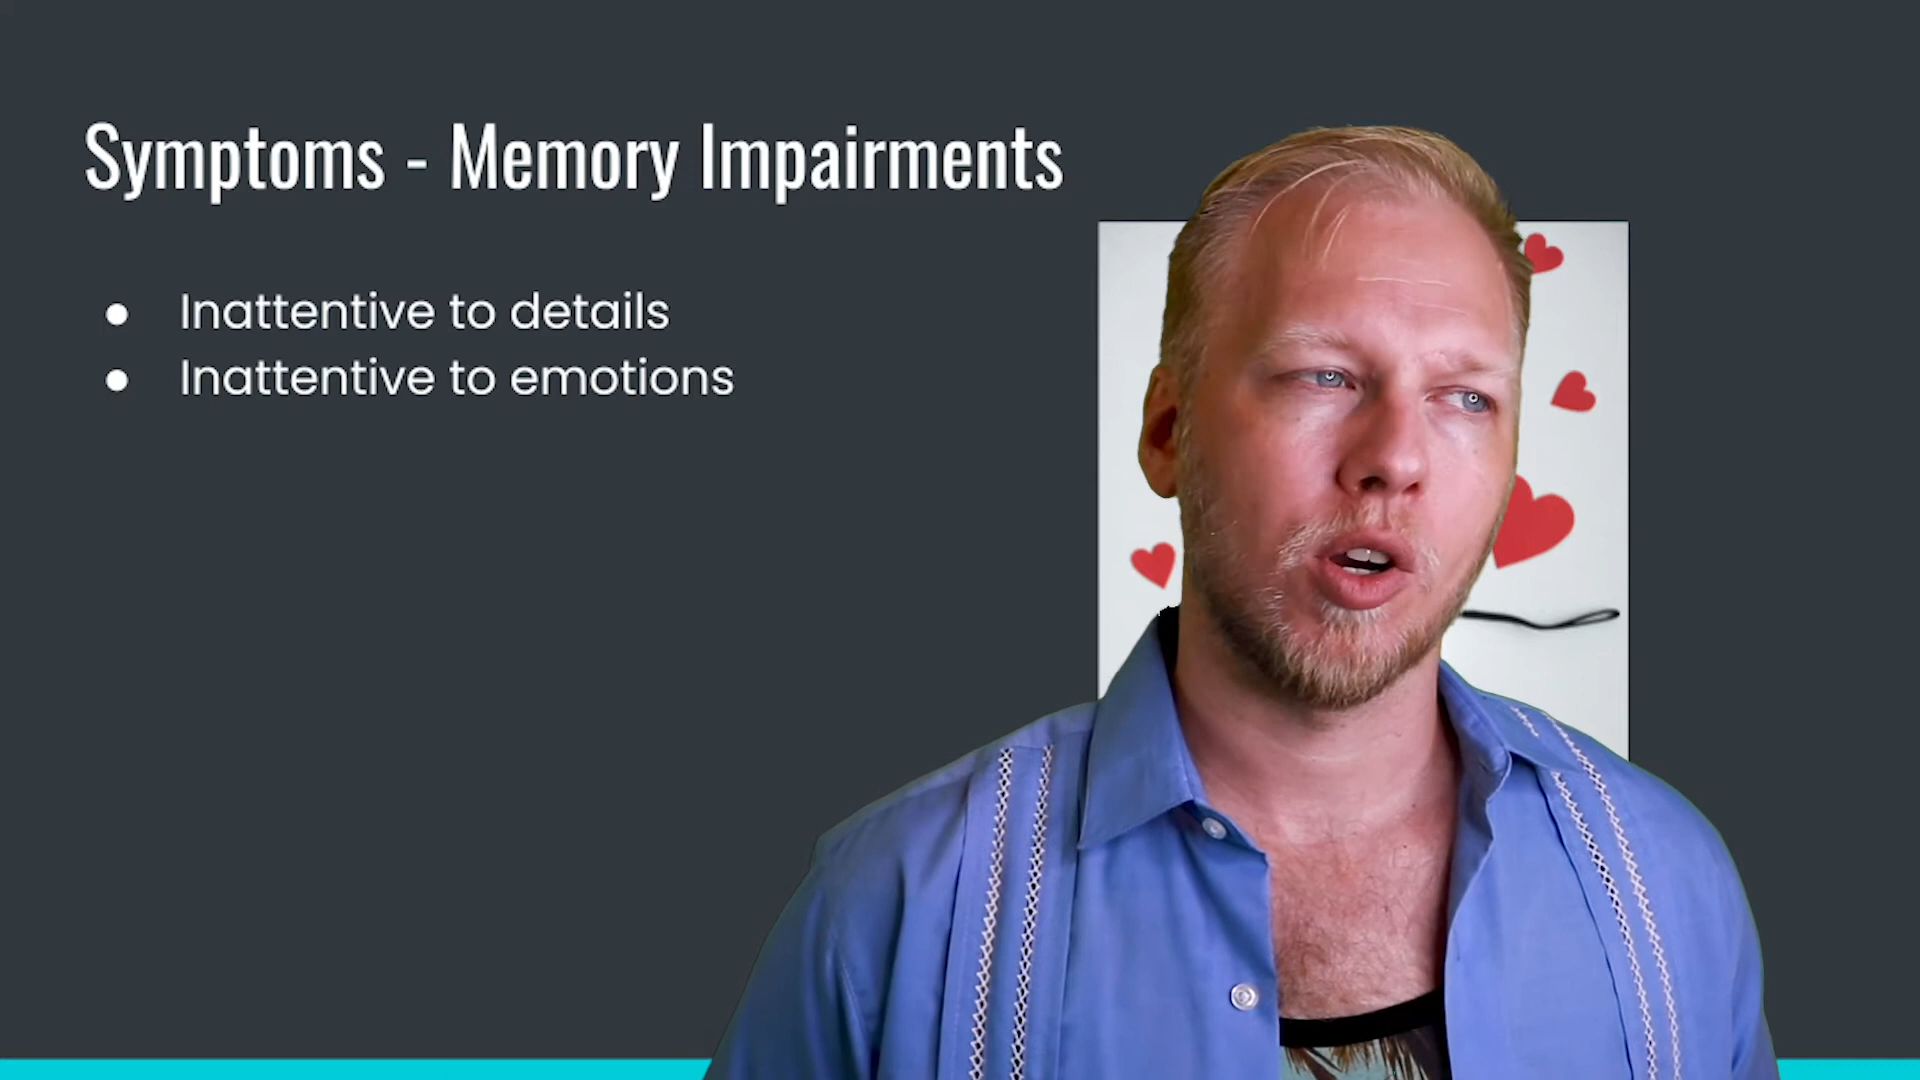 Symptoms - Memory Impairments
● Inattentive to details
● Inattentive to emotions